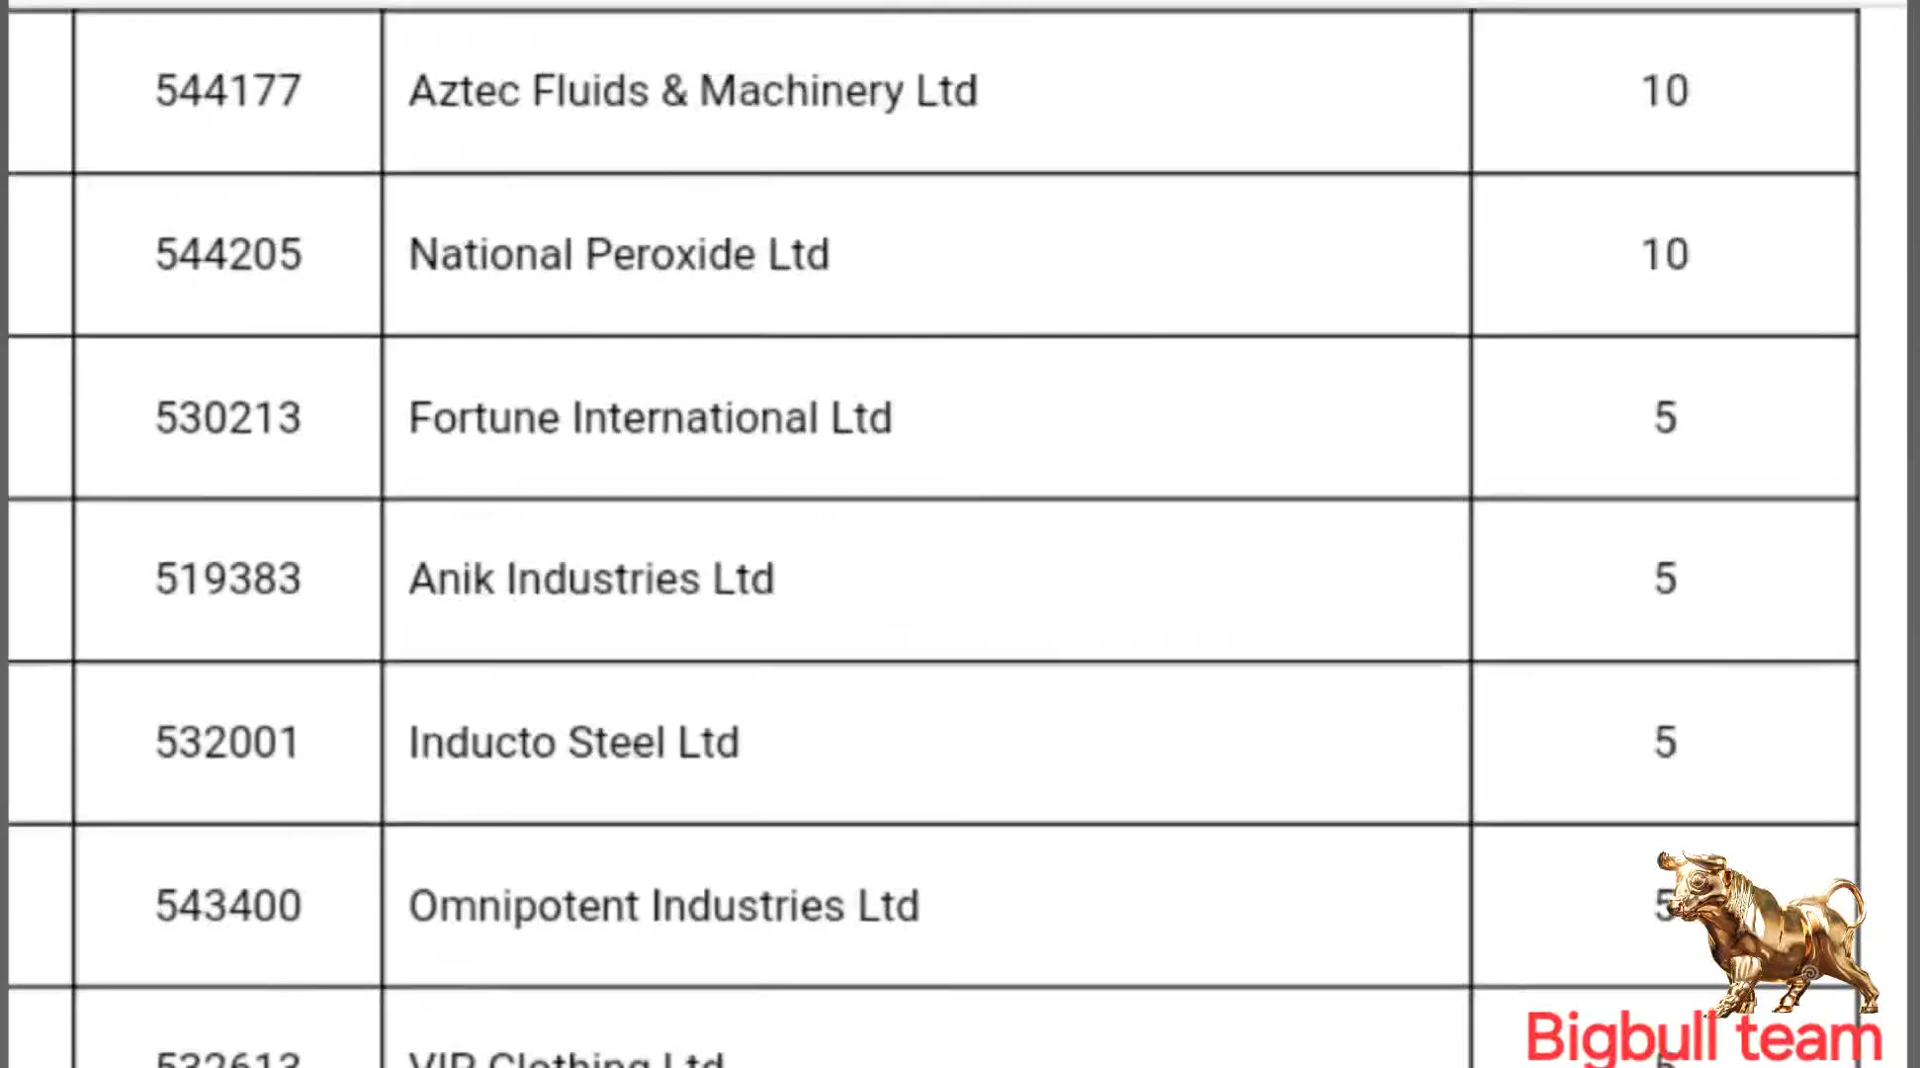 544177 Aztec Fluids & Machinery Ltd 10
544205 National Peroxide Ltd 10
530213 Fortune International Ltd 5
519383 Anik Industries Ltd 5
532001 Inducto Steel Ltd 5
543400 Omnipotent Industries Ltd 5
532613 VIP Clothing Ltd 5
Bigbull team